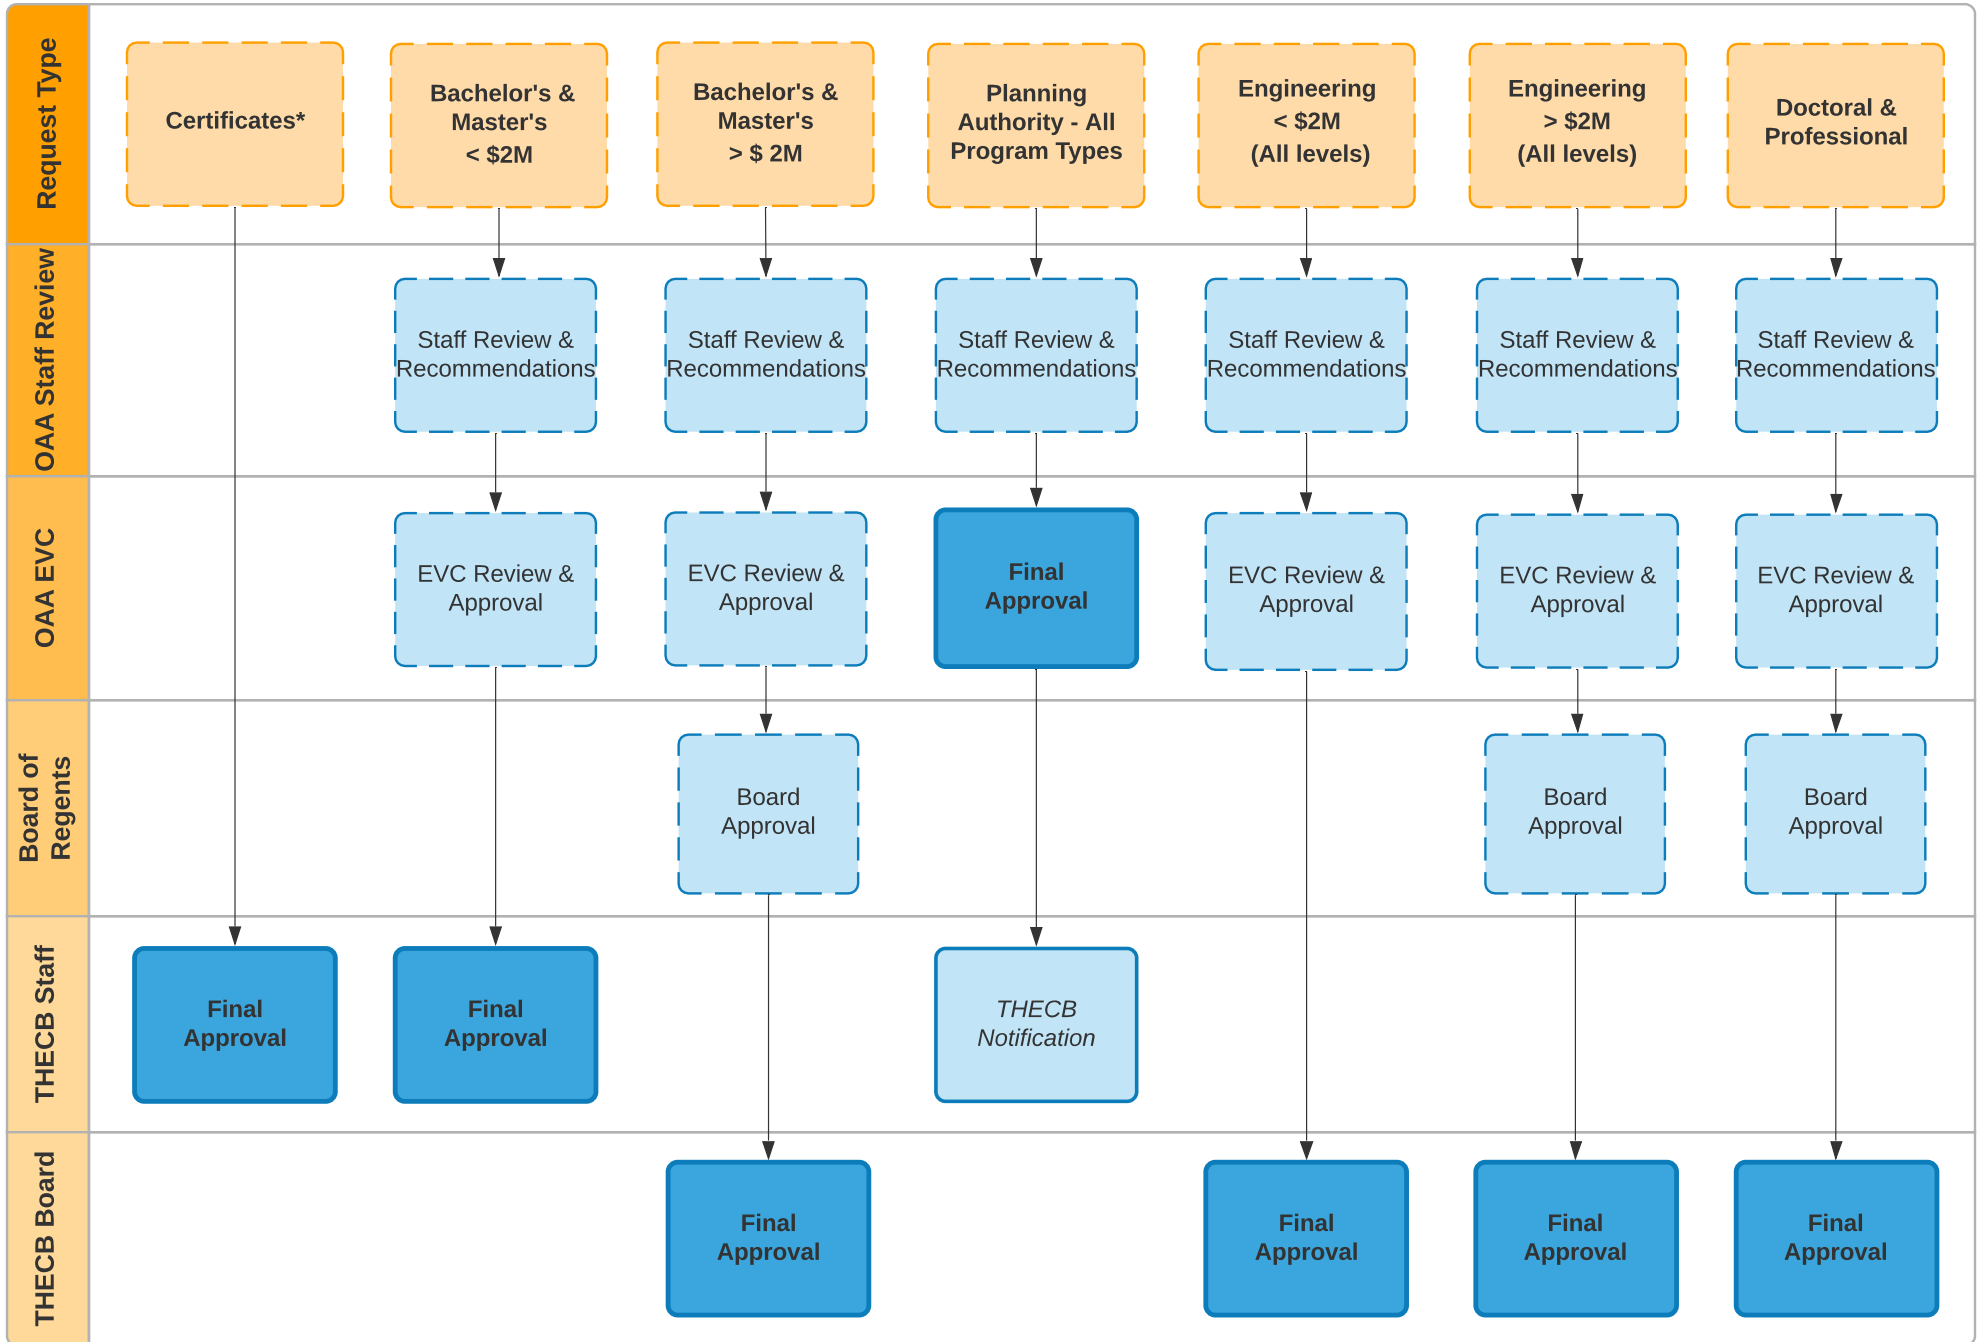 Request Type
Certificates*
Bachelor's &
Master's
< $2M
Bachelor's &
Master's
> $ 2M
Planning
Authority - All
Program Types
Engineering
< $2M
(All levels)
Engineering
> $2M
(All levels)
Doctoral &
Professional
OAA Staff Review
Staff Review &
Recommendations
Staff Review &
Recommendations
Staff Review &
Recommendations
Staff Review &
Recommendations
Staff Review &
Recommendations
Staff Review &
Recommendations
OAA EVC
EVC Review &
Approval
EVC Review &
Approval
Final
Approval
EVC Review &
Approval
EVC Review &
Approval
EVC Review &
Approval
Board of
Regents
Board
Approval
Board
Approval
Board
Approval
THECB Staff
Final
Approval
Final
Approval
THECB
Notification
THECB Board
Final
Approval
Final
Approval
Final
Approval
Final
Approval